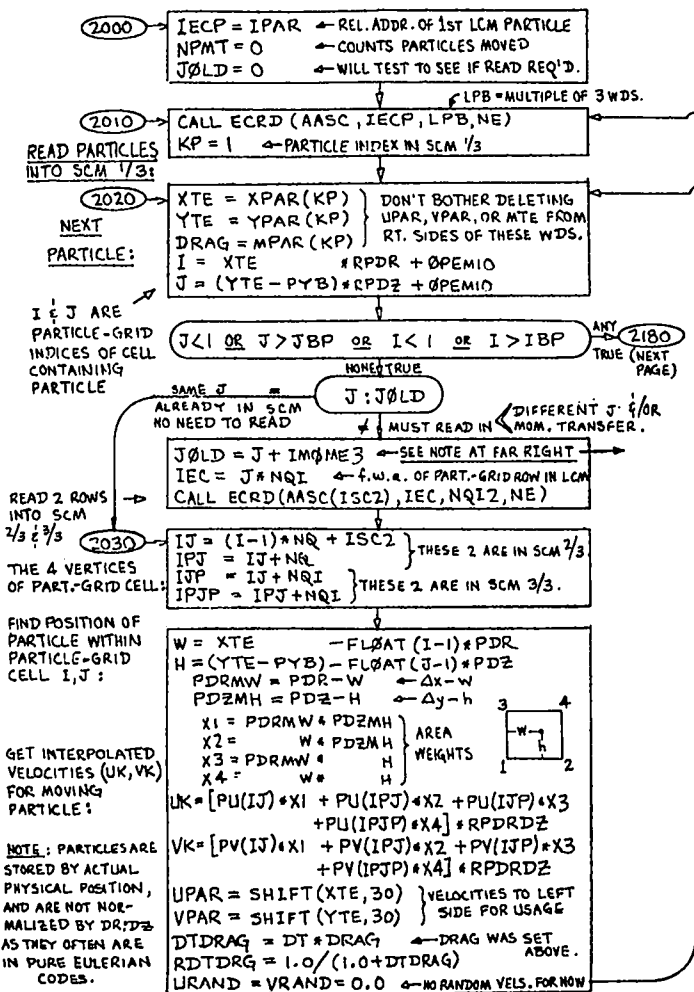 2000
IECP = IPAR ← REL. ADDR. OF 1ST LCM PARTICLE
NPMT = 0 ← COUNTS PARTICLES MOVED
JØLD = 0 ← WILL TEST TO SEE IF READ REQ'D.
LPB = MULTIPLE OF 3 WDS.
2010
CALL ECRD (AASC, IECP, LPB, NE)
KP = 1 ← PARTICLE INDEX IN SCM 1/3
READ PARTICLES
INTO SCM 1/3:
2020
NEXT
PARTICLE:
XTE = XPAR(KP)
YTE = YPAR(KP)
DRAG = MPAR(KP)
DON'T BOTHER DELETING
UPAR, VPAR, OR MTE FROM
RT. SIDES OF THESE WDS.
I = XTE *RPDR + ØPEM10
J = (YTE-PYB)*RPDZ + ØPEM10
I & J ARE
PARTICLE-GRID
INDICES OF CELL
CONTAINING
PARTICLE
J<1 OR J>JBP OR I<1 OR I>IBP
ANY
TRUE
2180
(NEXT
PAGE)
NONE TRUE
J : JØLD
SAME J =
ALREADY IN SCM
NO NEED TO READ
≠ MUST READ IN
DIFFERENT J &/OR
MOM. TRANSFER.
JØLD = J + IMØME3 ← SEE NOTE AT FAR RIGHT
IEC = J*NQI ← f.w.a. OF PART.-GRID ROW IN LCM
CALL ECRD(AASC(ISC2), IEC, NQI2, NE)
READ 2 ROWS
INTO SCM
2/3 & 3/3
2030
THE 4 VERTICES
OF PART.-GRID CELL:
IJ = (I-1)*NQ + ISC2
IPJ = IJ+NQ
THESE 2 ARE IN SCM 2/3.
IJP = IJ+NQI
IPJP = IPJ+NQI
THESE 2 ARE IN SCM 3/3.
FIND POSITION OF
PARTICLE WITHIN
PARTICLE-GRID
CELL I,J :
W = XTE -FLØAT (I-1)*PDR
H = (YTE-PYB) - FLØAT (J-1)*PDZ
PDRMW = PDR-W ← Δx-w
PDZMH = PDZ-H ← Δy-h
X1 = PDRMW * PDZMH
X2 = W * PDZMH
X3 = PDRMW * H
X4 = W * H
AREA
WEIGHTS
3 4
w
h
1 2
GET INTERPOLATED
VELOCITIES (UK, VK)
FOR MOVING
PARTICLE:
UK = [PU(IJ)*X1 + PU(IPJ)*X2 + PU(IJP)*X3
+PU(IPJP)*X4] * RPDRDZ
VK = [PV(IJ)*X1 + PV(IPJ)*X2 + PV(IJP)*X3
+PV(IPJP)*X4] * RPDRDZ
NOTE: PARTICLES ARE
STORED BY ACTUAL
PHYSICAL POSITION,
AND ARE NOT NOR-
MALIZED BY DR,DZ
AS THEY OFTEN ARE
IN PURE EULERIAN
CODES.
UPAR = SHIFT (XTE, 30)
VPAR = SHIFT (YTE, 30)
VELOCITIES TO LEFT
SIDE FOR USAGE
DTDRAG = DT * DRAG ← DRAG WAS SET
ABOVE.
RDTDRG = 1.0/(1.0+DTDRAG)
URAND = VRAND = 0.0 ← NO RANDOM VELS. FOR NOW